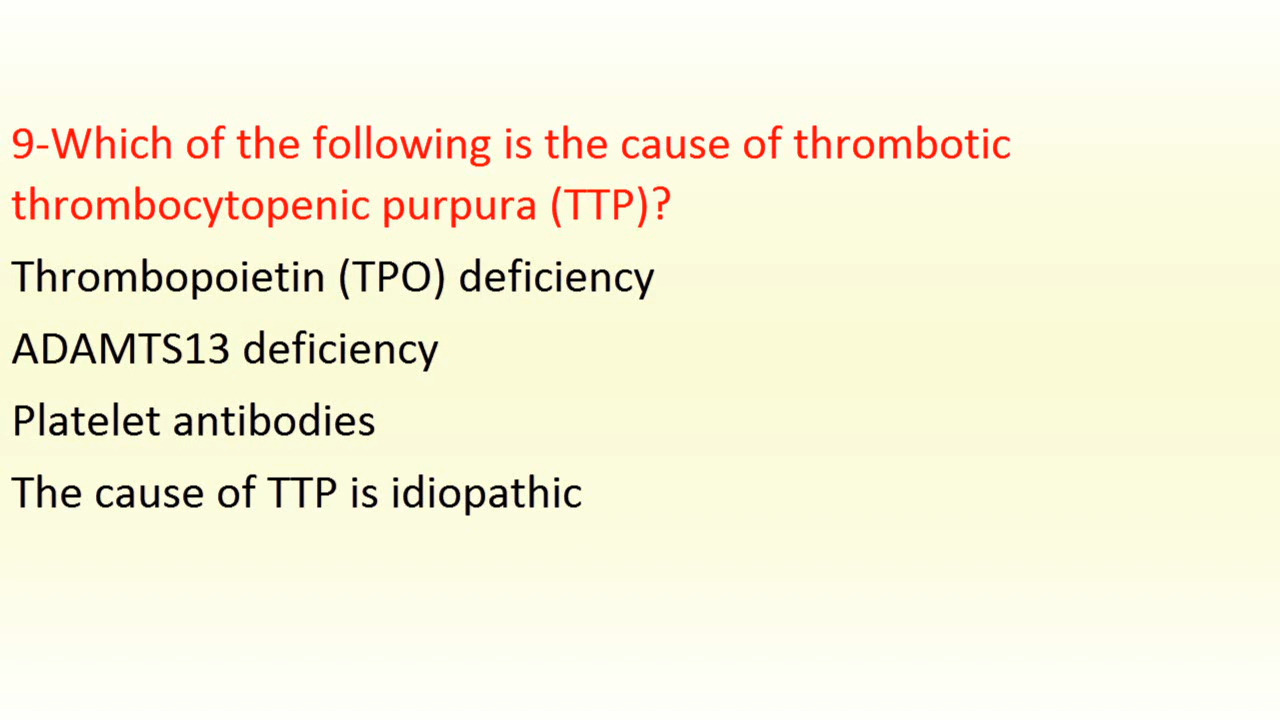 9-Which of the following is the cause of thrombotic
thrombocytopenic purpura (TTP)?
Thrombopoietin (TPO) deficiency
ADAMTS13 deficiency
Platelet antibodies
The cause of TTP is idiopathic